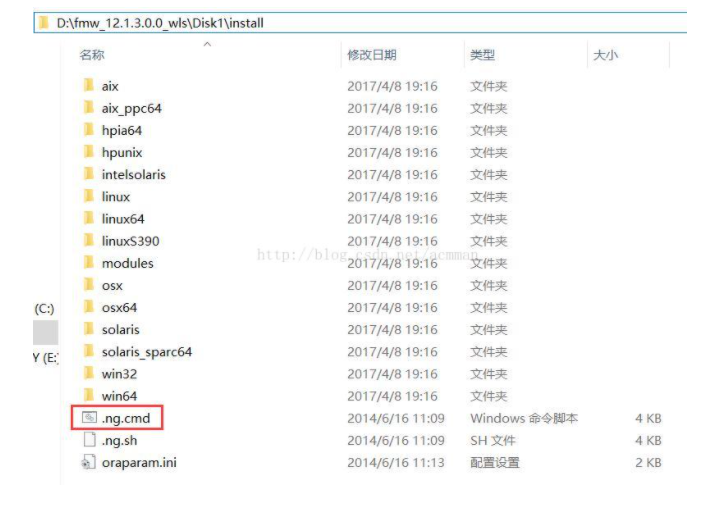 D:\fmw_12.1.3.0.0_wls\Disk1\install
名称 修改日期 类型 大小
aix 2017/4/8 19:16 文件夹
aix_ppc64 2017/4/8 19:16 文件夹
hpia64 2017/4/8 19:16 文件夹
hpunix 2017/4/8 19:16 文件夹
intelsolaris 2017/4/8 19:16 文件夹
linux 2017/4/8 19:16 文件夹
linux64 2017/4/8 19:16 文件夹
linuxS390 2017/4/8 19:16 文件夹
http://blog.csdn.net/acmman
modules 2017/4/8 19:16 文件夹
osx 2017/4/8 19:16 文件夹
(C:) osx64 2017/4/8 19:16 文件夹
solaris 2017/4/8 19:16 文件夹
Y (E: solaris_sparc64 2017/4/8 19:16 文件夹
win32 2017/4/8 19:16 文件夹
win64 2017/4/8 19:16 文件夹
.ng.cmd 2014/6/16 11:09 Windows 命令脚本 4 KB
.ng.sh 2014/6/16 11:09 SH 文件 4 KB
oraparam.ini 2014/6/16 11:13 配置设置 2 KB